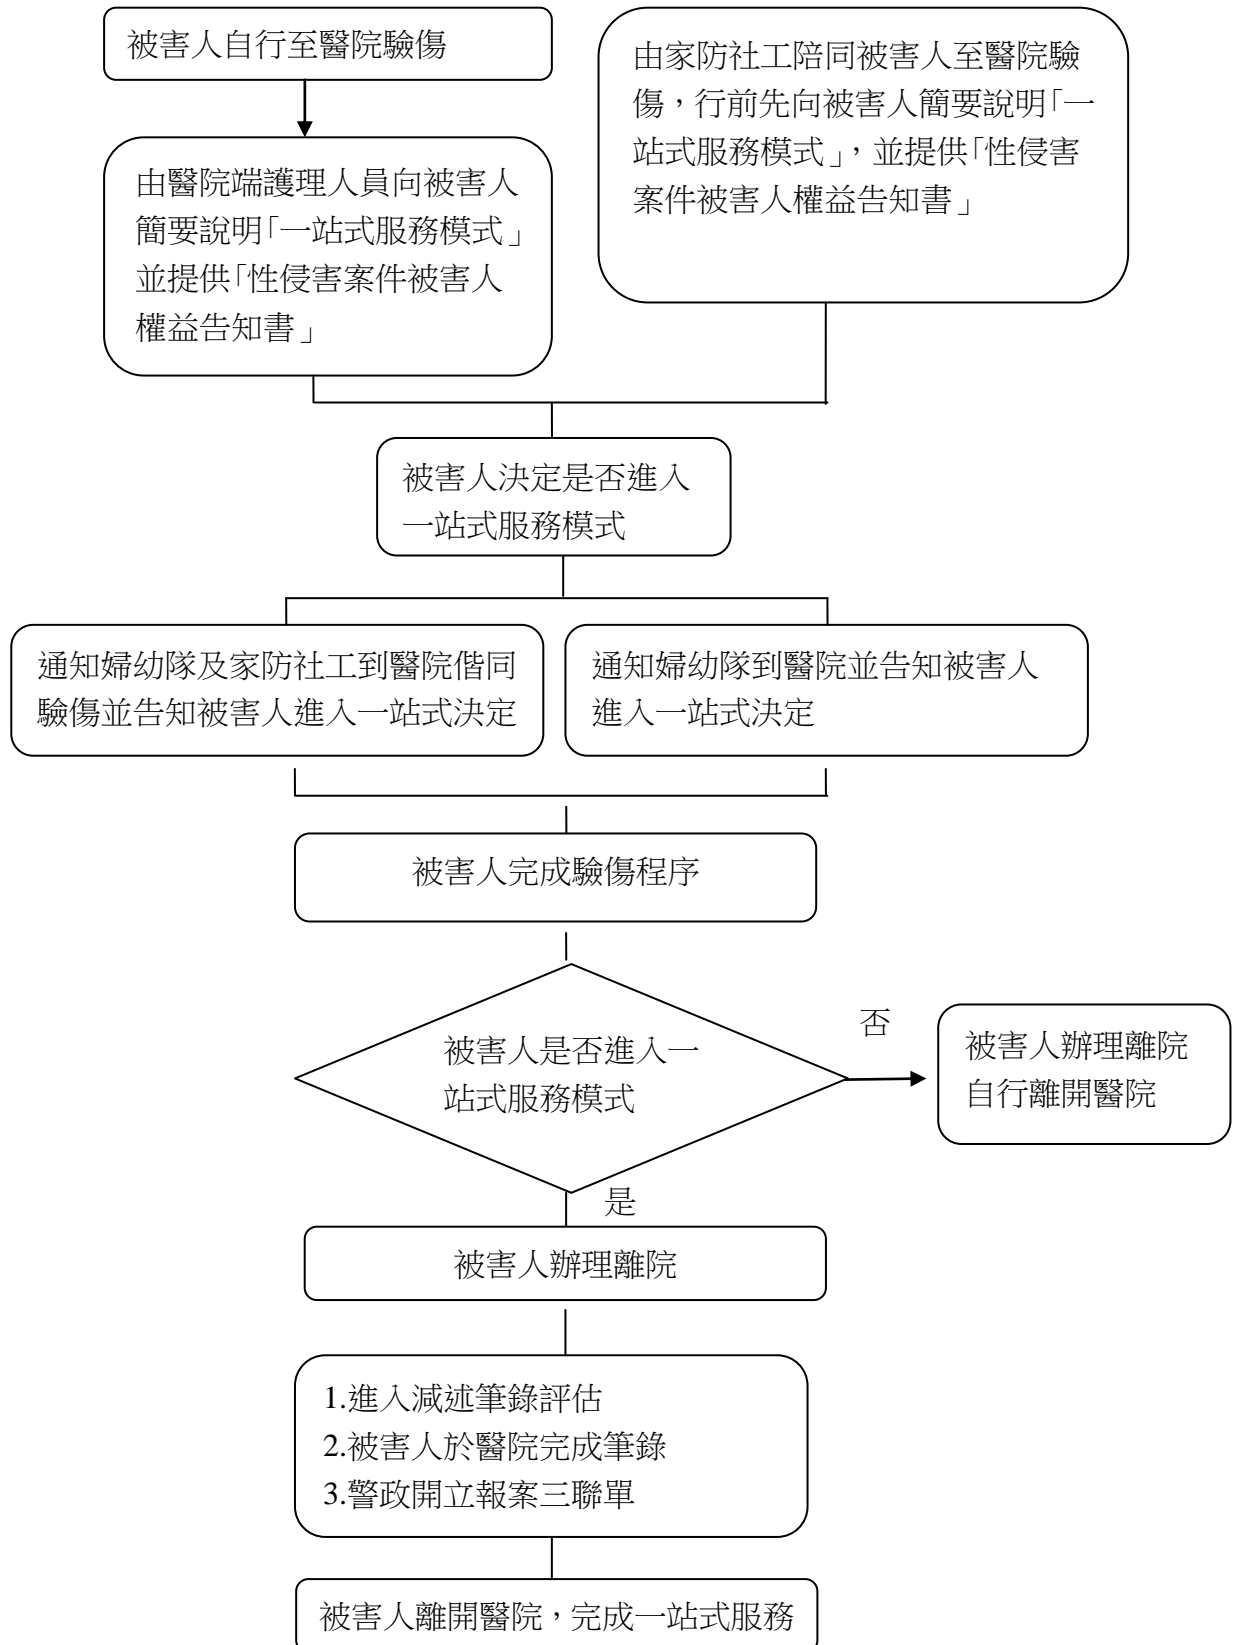 被害人自行至醫院驗傷
由醫院端護理人員向被害人
簡要說明「一站式服務模式」
並提供「性侵害案件被害人
權益告知書」
由家防社工陪同被害人至醫院驗
傷，行前先向被害人簡要說明「一
站式服務模式」，並提供「性侵害
案件被害人權益告知書」
被害人決定是否進入
一站式服務模式
通知婦幼隊及家防社工到醫院偕同
驗傷並告知被害人進入一站式決定
通知婦幼隊到醫院並告知被害人
進入一站式決定
被害人完成驗傷程序
被害人是否進入一
站式服務模式
否
被害人辦理離院
自行離開醫院
是
被害人辦理離院
1.進入減述筆錄評估
2.被害人於醫院完成筆錄
3.警政開立報案三聯單
被害人離開醫院，完成一站式服務